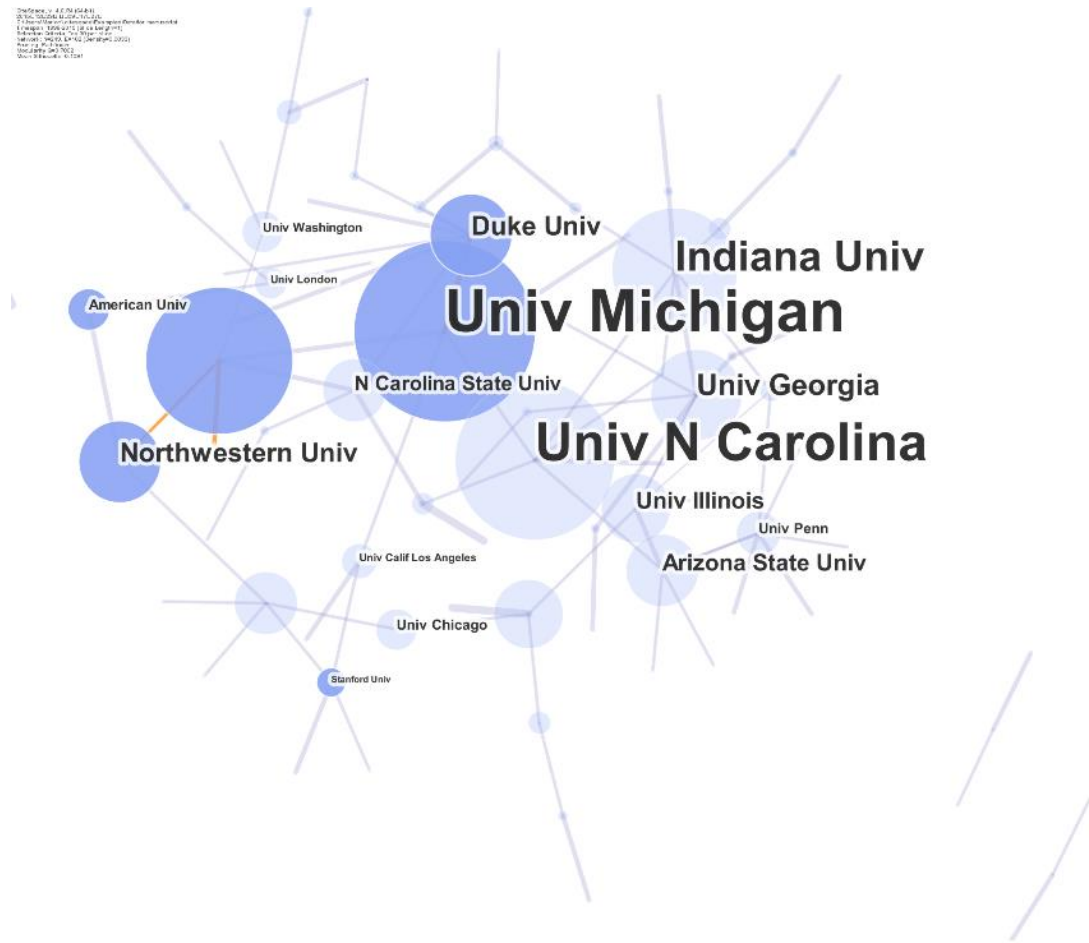 Duke Univ
Univ Washington
Indiana Univ
Univ London
American Univ
Univ Michigan
N Carolina State Univ
Univ Georgia
Univ N Carolina
Northwestern Univ
Univ Illinois
Univ Penn
Univ Calif Los Angeles
Arizona State Univ
Univ Chicago
Stanford Univ